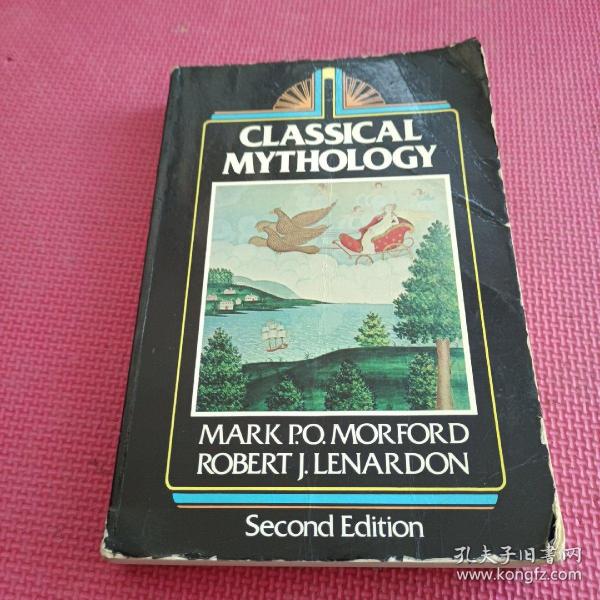 CLASSICAL
MYTHOLOGY
MARK P.O. MORFORD
ROBERT J. LENARDON
Second Edition
孔夫子旧书网
www.kongfz.com